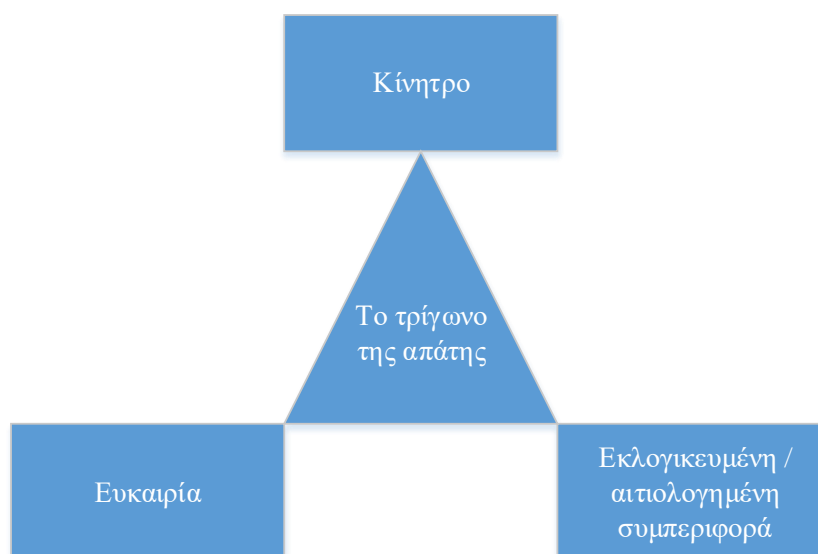 Κίνητρο
Το τρίγωνο
της απάτης
Ευκαιρία
Εκλογικευμένη /
αιτιολογημένη
συμπεριφορά